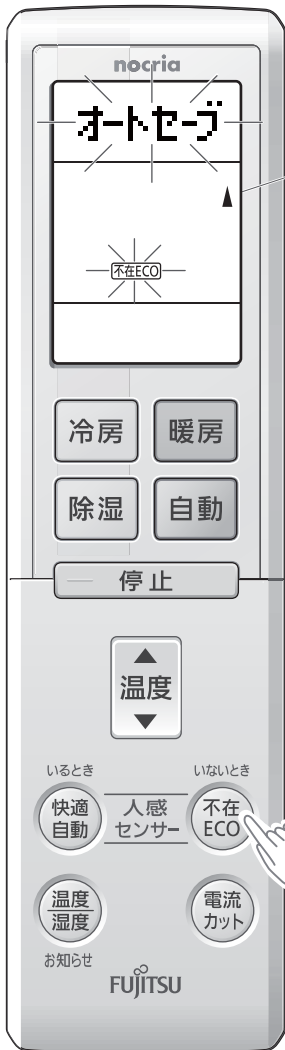 nocria
オートセーブ
不在ECO
冷房 暖房
除湿 自動
停止
温度
いるとき いないとき
快適自動 人感センサー 不在ECO
温度湿度 電流カット
お知らせ
FUJITSU